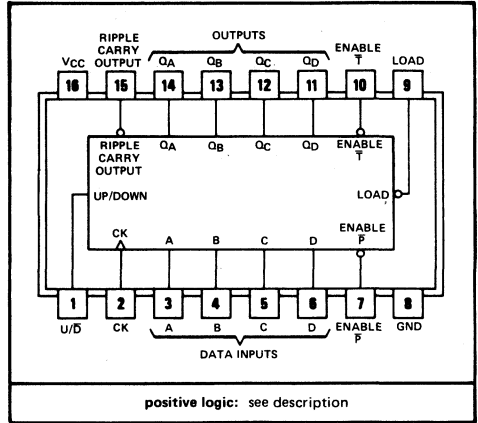 OUTPUTS
RIPPLE CARRY OUTPUT
ENABLE T̅
VCC
QA QB QC QD
LOAD
16 15 14 13 12 11 10 9
RIPPLE CARRY OUTPUT
QA QB QC QD
ENABLE T̅
UP/DOWN
LOAD
CK
A B C D
ENABLE P̅
1 2 3 4 5 6 7 8
U/D̅ CK A B C D ENABLE P̅ GND
DATA INPUTS
positive logic: see description